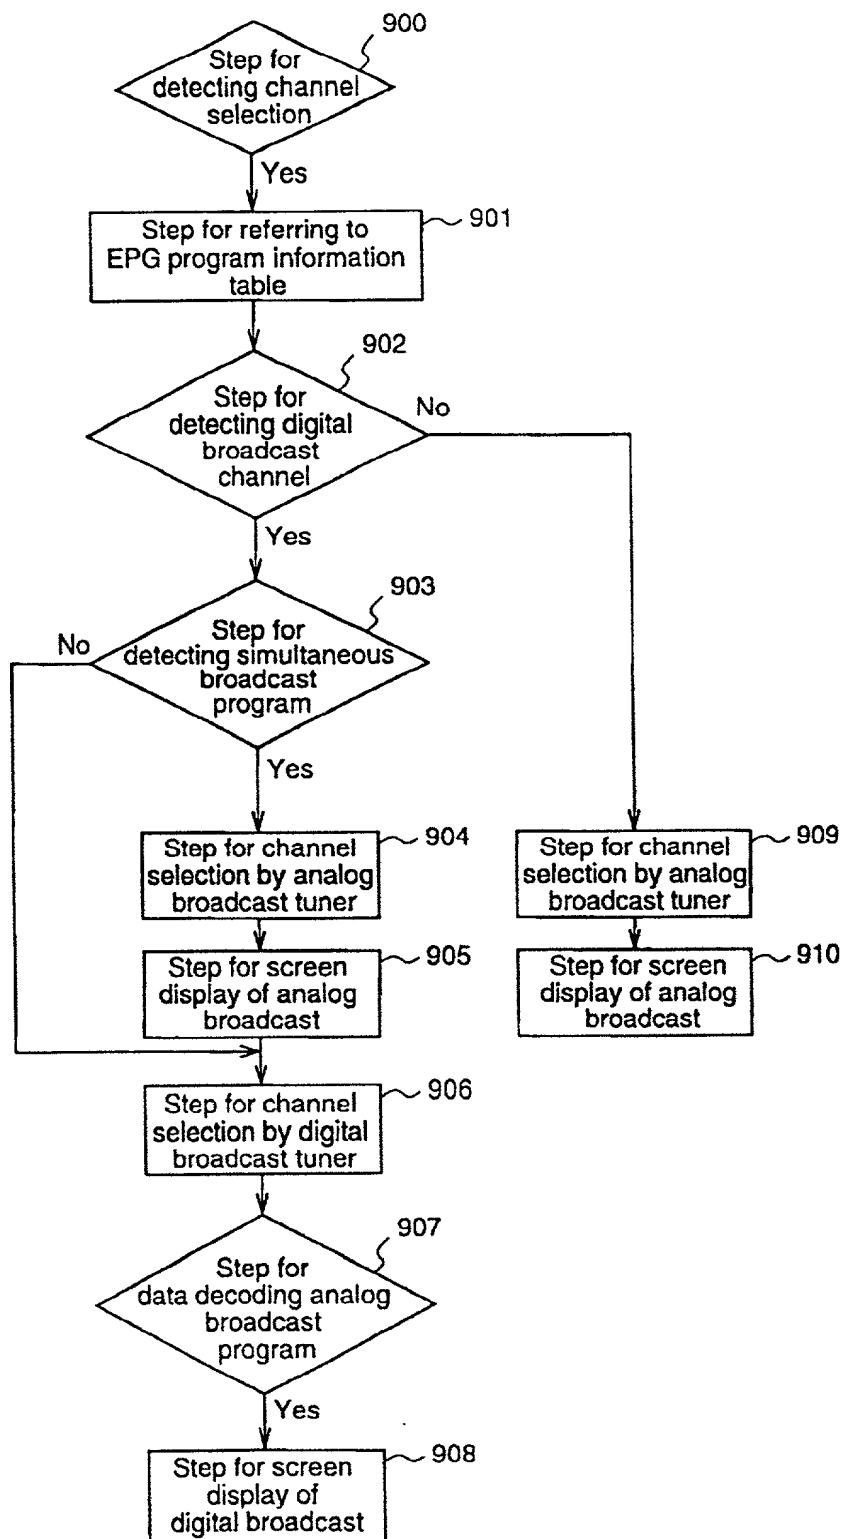 900
Step for
detecting channel
selection
Yes
901
Step for referring to
EPG program information
table
902
Step for
detecting digital
broadcast
channel
No
Yes
903
No
Step for
detecting simultaneous
broadcast
program
Yes
904
Step for channel
selection by analog
broadcast tuner
909
Step for channel
selection by analog
broadcast tuner
905
Step for screen
display of analog
broadcast
910
Step for screen
display of analog
broadcast
906
Step for channel
selection by digital
broadcast tuner
907
Step for
data decoding analog
broadcast
program
Yes
908
Step for screen
display of
digital broadcast